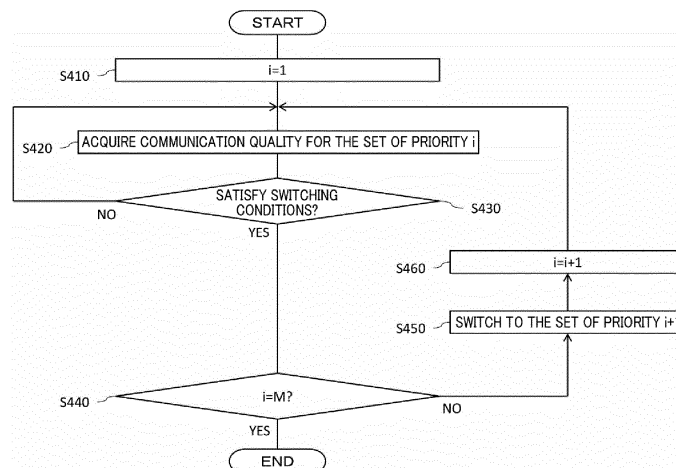 START
S410
i=1
S420
ACQUIRE COMMUNICATION QUALITY FOR THE SET OF PRIORITY i
SATISFY SWITCHING
CONDITIONS?
S430
NO
YES
S460
i=i+1
S450
SWITCH TO THE SET OF PRIORITY i+
S440
i=M?
NO
YES
END